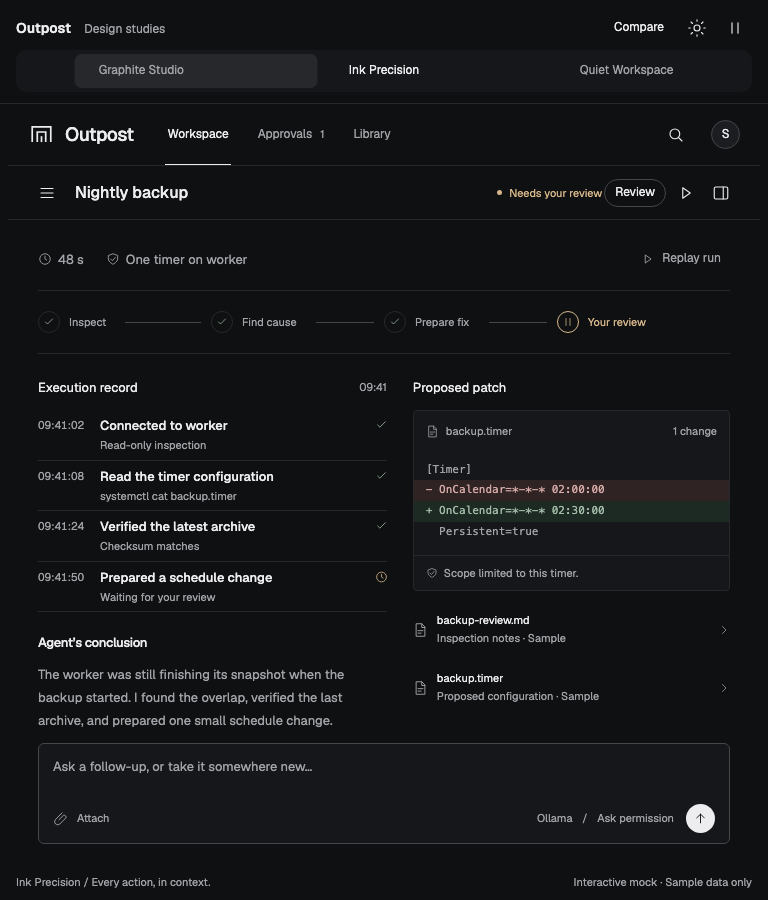 Outpost Design studies Compare
Graphite Studio Ink Precision Quiet Workspace
Outpost Workspace Approvals 1 Library S
Nightly backup Needs your review Review
48 s One timer on worker Replay run
Inspect Find cause Prepare fix Your review
Execution record 09:41
09:41:02 Connected to worker
Read-only inspection
09:41:08 Read the timer configuration
systemctl cat backup.timer
09:41:24 Verified the latest archive
Checksum matches
09:41:50 Prepared a schedule change
Waiting for your review
Agent's conclusion
The worker was still finishing its snapshot when the
backup started. I found the overlap, verified the last
archive, and prepared one small schedule change.
Proposed patch
backup.timer 1 change
[Timer]
− OnCalendar=*-*-* 02:00:00
+ OnCalendar=*-*-* 02:30:00
Persistent=true
Scope limited to this timer.
backup-review.md
Inspection notes · Sample
backup.timer
Proposed configuration · Sample
Ask a follow-up, or take it somewhere new...
Attach Ollama / Ask permission
Ink Precision / Every action, in context. Interactive mock · Sample data only